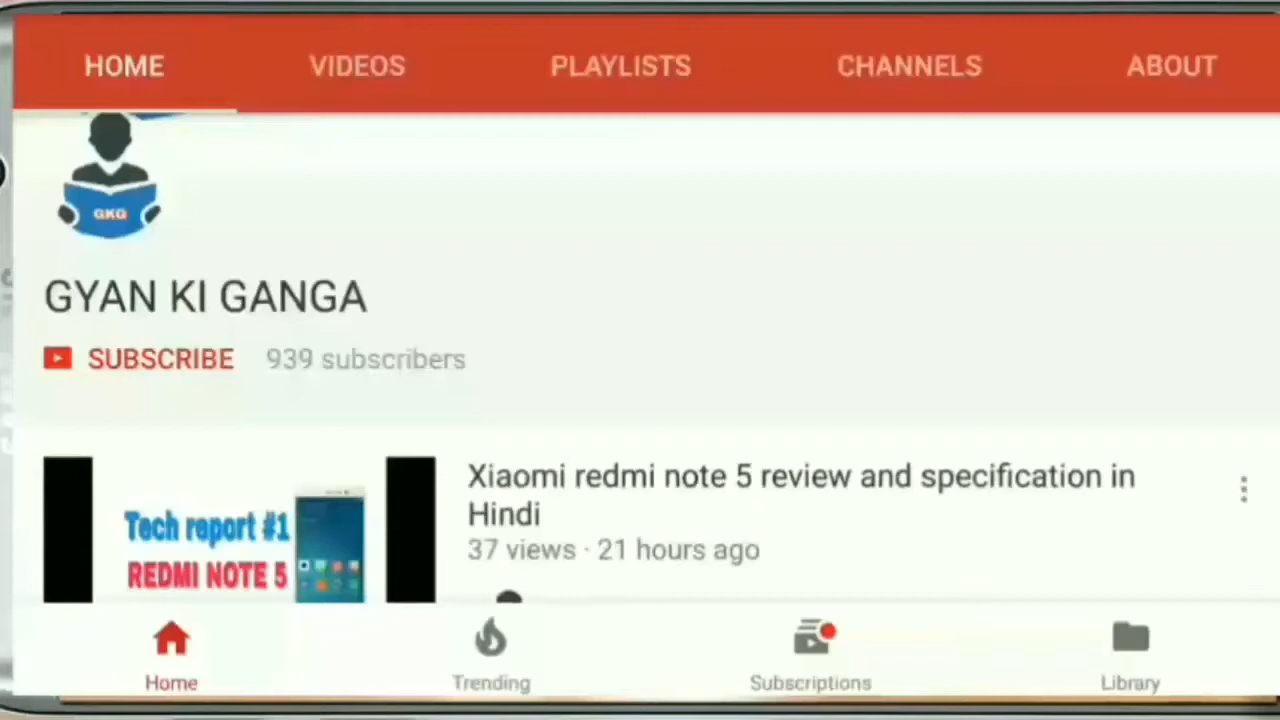 HOME VIDEOS PLAYLISTS CHANNELS ABOUT
GKG
GYAN KI GANGA
SUBSCRIBE 939 subscribers
Xiaomi redmi note 5 review and specification in
Hindi
37 views · 21 hours ago
Tech report #1
REDMI NOTE 5
Home Trending Subscriptions Library